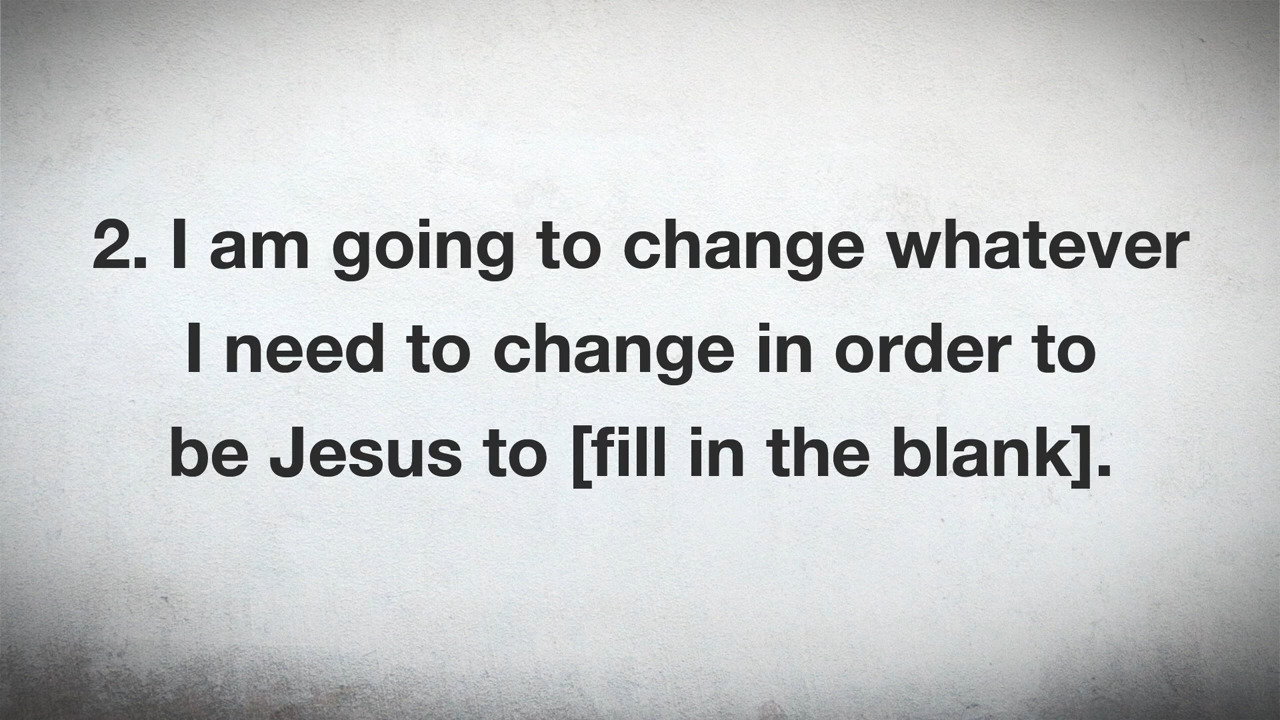 2. I am going to change whatever
I need to change in order to
be Jesus to [fill in the blank].